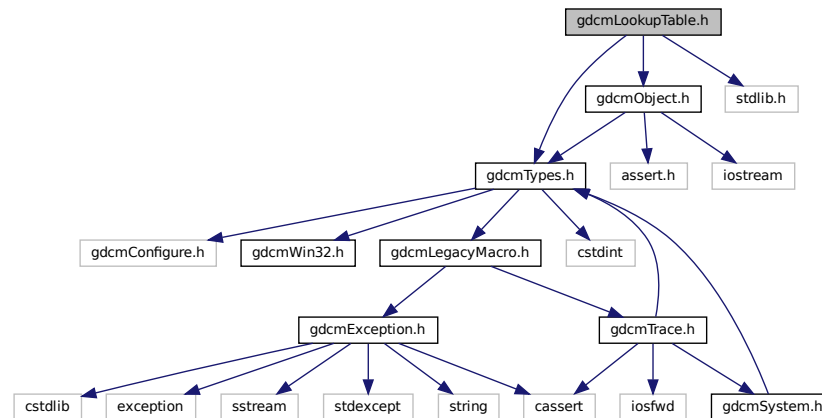 gdcmLookupTable.h
gdcmObject.h
stdlib.h
gdcmTypes.h
assert.h
iostream
gdcmConfigure.h
gdcmWin32.h
gdcmLegacyMacro.h
cstdint
gdcmException.h
gdcmTrace.h
cstdlib
exception
sstream
stdexcept
string
cassert
iosfwd
gdcmSystem.h